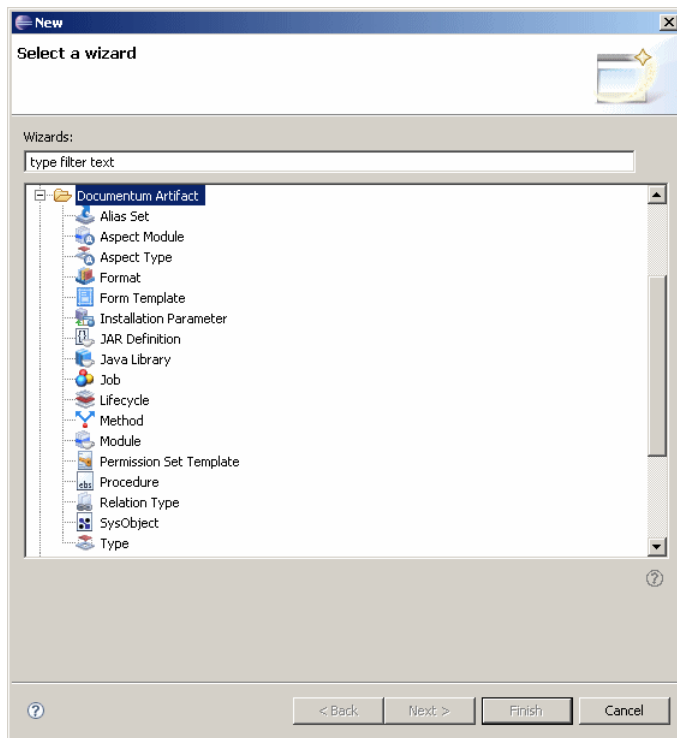 New
Select a wizard
Wizards:
type filter text
Documentum Artifact
Alias Set
Aspect Module
Aspect Type
Format
Form Template
Installation Parameter
JAR Definition
Java Library
Job
Lifecycle
Method
Module
Permission Set Template
ebs Procedure
Relation Type
SysObject
Type
< Back Next > Finish Cancel